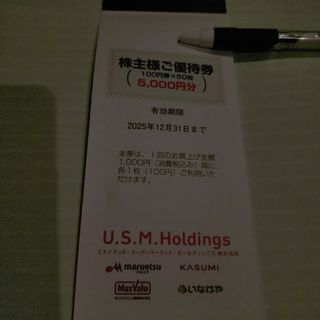 株主様ご優待券
100円券×50枚
5,000円分
有効期限
2025年12月31日まで
本券は、1回のお買上げ金額
1,000円（消費税込み）毎に
各1枚（100円）ご利用いた
だけます。
U.S.M.Holdings
ユナイテッド・スーパーマーケット・ホールディングス 株式会社
maruetsu KASUMI
マルエツ
MaxValu いなげや